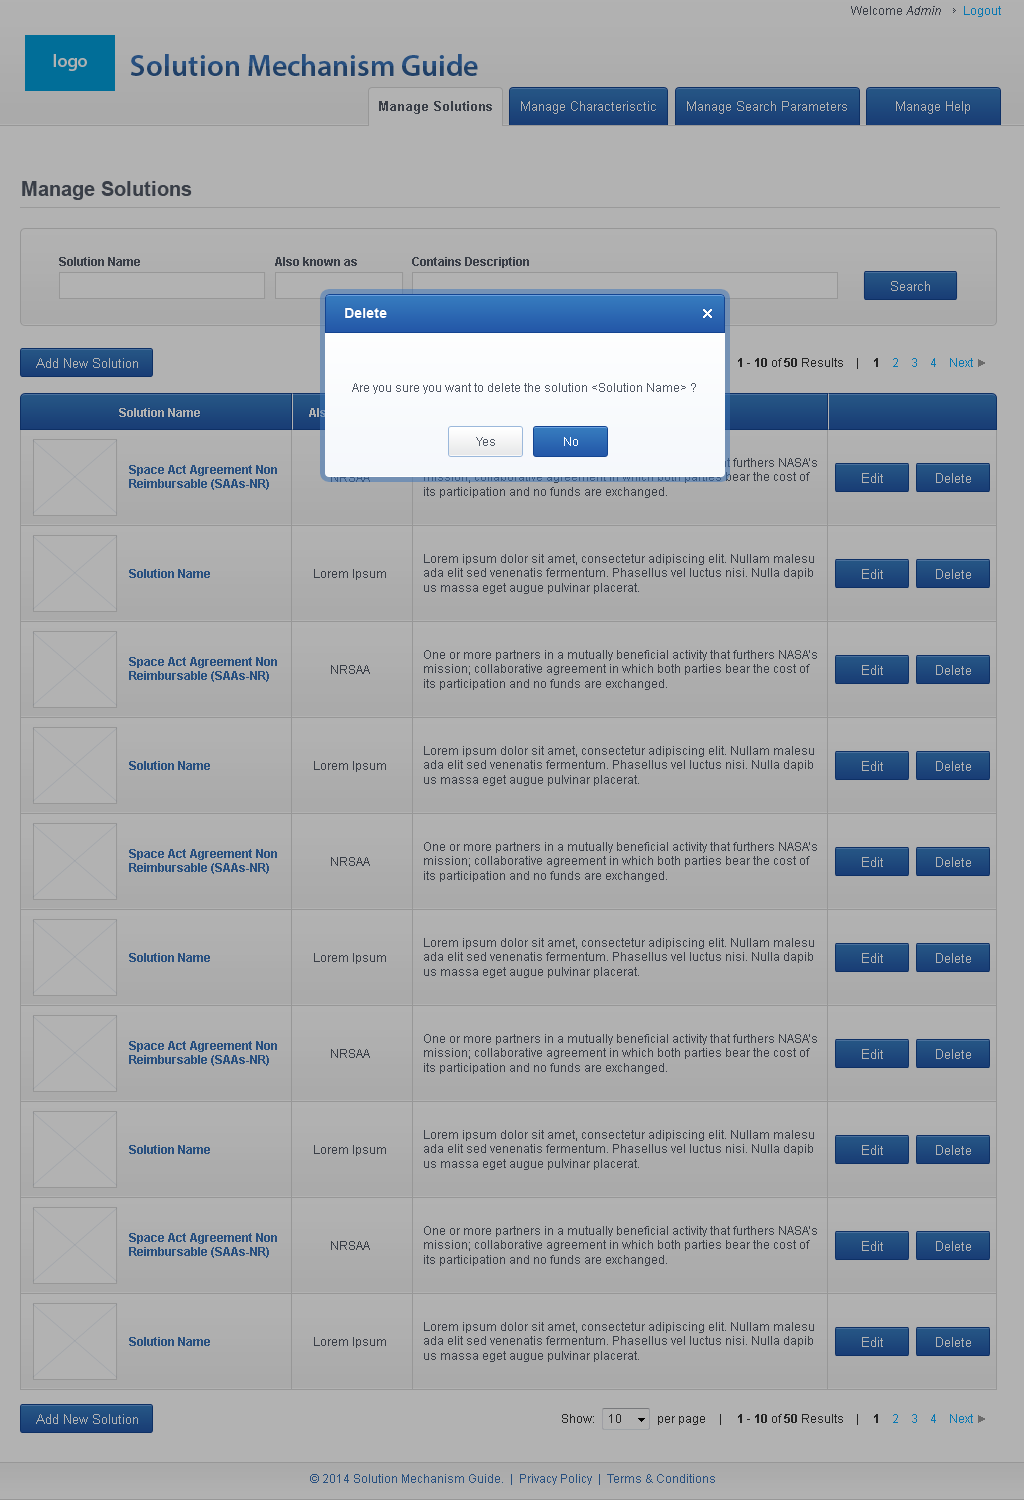 Welcome Admin › Logout
logo
Solution Mechanism Guide
Manage Solutions
Manage Characterisctic
Manage Search Parameters
Manage Help
Manage Solutions
Solution Name
Also known as
Contains Description
Search
Delete
Are you sure you want to delete the solution <Solution Name> ?
Yes
No
Add New Solution
1 - 10 of 50 Results | 1 2 3 4 Next
Solution Name
Space Act Agreement Non
Reimbursable (SAAs-NR)
NRSAA
furthers NASA's
mission; collaborative agreement in which both parties bear the cost of
its participation and no funds are exchanged.
Edit
Delete
Solution Name
Lorem Ipsum
Lorem ipsum dolor sit amet, consectetur adipiscing elit. Nullam malesu
ada elit sed venenatis fermentum. Phasellus vel luctus nisi. Nulla dapib
us massa eget augue pulvinar placerat.
Edit
Delete
Space Act Agreement Non
Reimbursable (SAAs-NR)
NRSAA
One or more partners in a mutually beneficial activity that furthers NASA's
mission; collaborative agreement in which both parties bear the cost of
its participation and no funds are exchanged.
Edit
Delete
Solution Name
Lorem Ipsum
Lorem ipsum dolor sit amet, consectetur adipiscing elit. Nullam malesu
ada elit sed venenatis fermentum. Phasellus vel luctus nisi. Nulla dapib
us massa eget augue pulvinar placerat.
Edit
Delete
Space Act Agreement Non
Reimbursable (SAAs-NR)
NRSAA
One or more partners in a mutually beneficial activity that furthers NASA's
mission; collaborative agreement in which both parties bear the cost of
its participation and no funds are exchanged.
Edit
Delete
Solution Name
Lorem Ipsum
Lorem ipsum dolor sit amet, consectetur adipiscing elit. Nullam malesu
ada elit sed venenatis fermentum. Phasellus vel luctus nisi. Nulla dapib
us massa eget augue pulvinar placerat.
Edit
Delete
Space Act Agreement Non
Reimbursable (SAAs-NR)
NRSAA
One or more partners in a mutually beneficial activity that furthers NASA's
mission; collaborative agreement in which both parties bear the cost of
its participation and no funds are exchanged.
Edit
Delete
Solution Name
Lorem Ipsum
Lorem ipsum dolor sit amet, consectetur adipiscing elit. Nullam malesu
ada elit sed venenatis fermentum. Phasellus vel luctus nisi. Nulla dapib
us massa eget augue pulvinar placerat.
Edit
Delete
Space Act Agreement Non
Reimbursable (SAAs-NR)
NRSAA
One or more partners in a mutually beneficial activity that furthers NASA's
mission; collaborative agreement in which both parties bear the cost of
its participation and no funds are exchanged.
Edit
Delete
Solution Name
Lorem Ipsum
Lorem ipsum dolor sit amet, consectetur adipiscing elit. Nullam malesu
ada elit sed venenatis fermentum. Phasellus vel luctus nisi. Nulla dapib
us massa eget augue pulvinar placerat.
Edit
Delete
Add New Solution
Show: 10 per page | 1 - 10 of 50 Results | 1 2 3 4 Next
© 2014 Solution Mechanism Guide. | Privacy Policy | Terms & Conditions